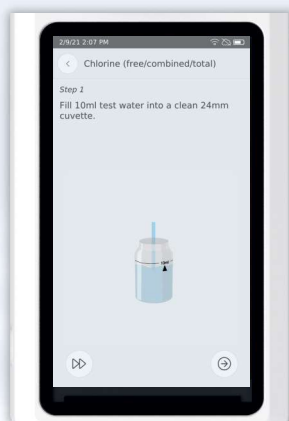 2/9/21 2:07 PM
Chlorine (free/combined/total)
Step 1
Fill 10ml test water into a clean 24mm
cuvette.